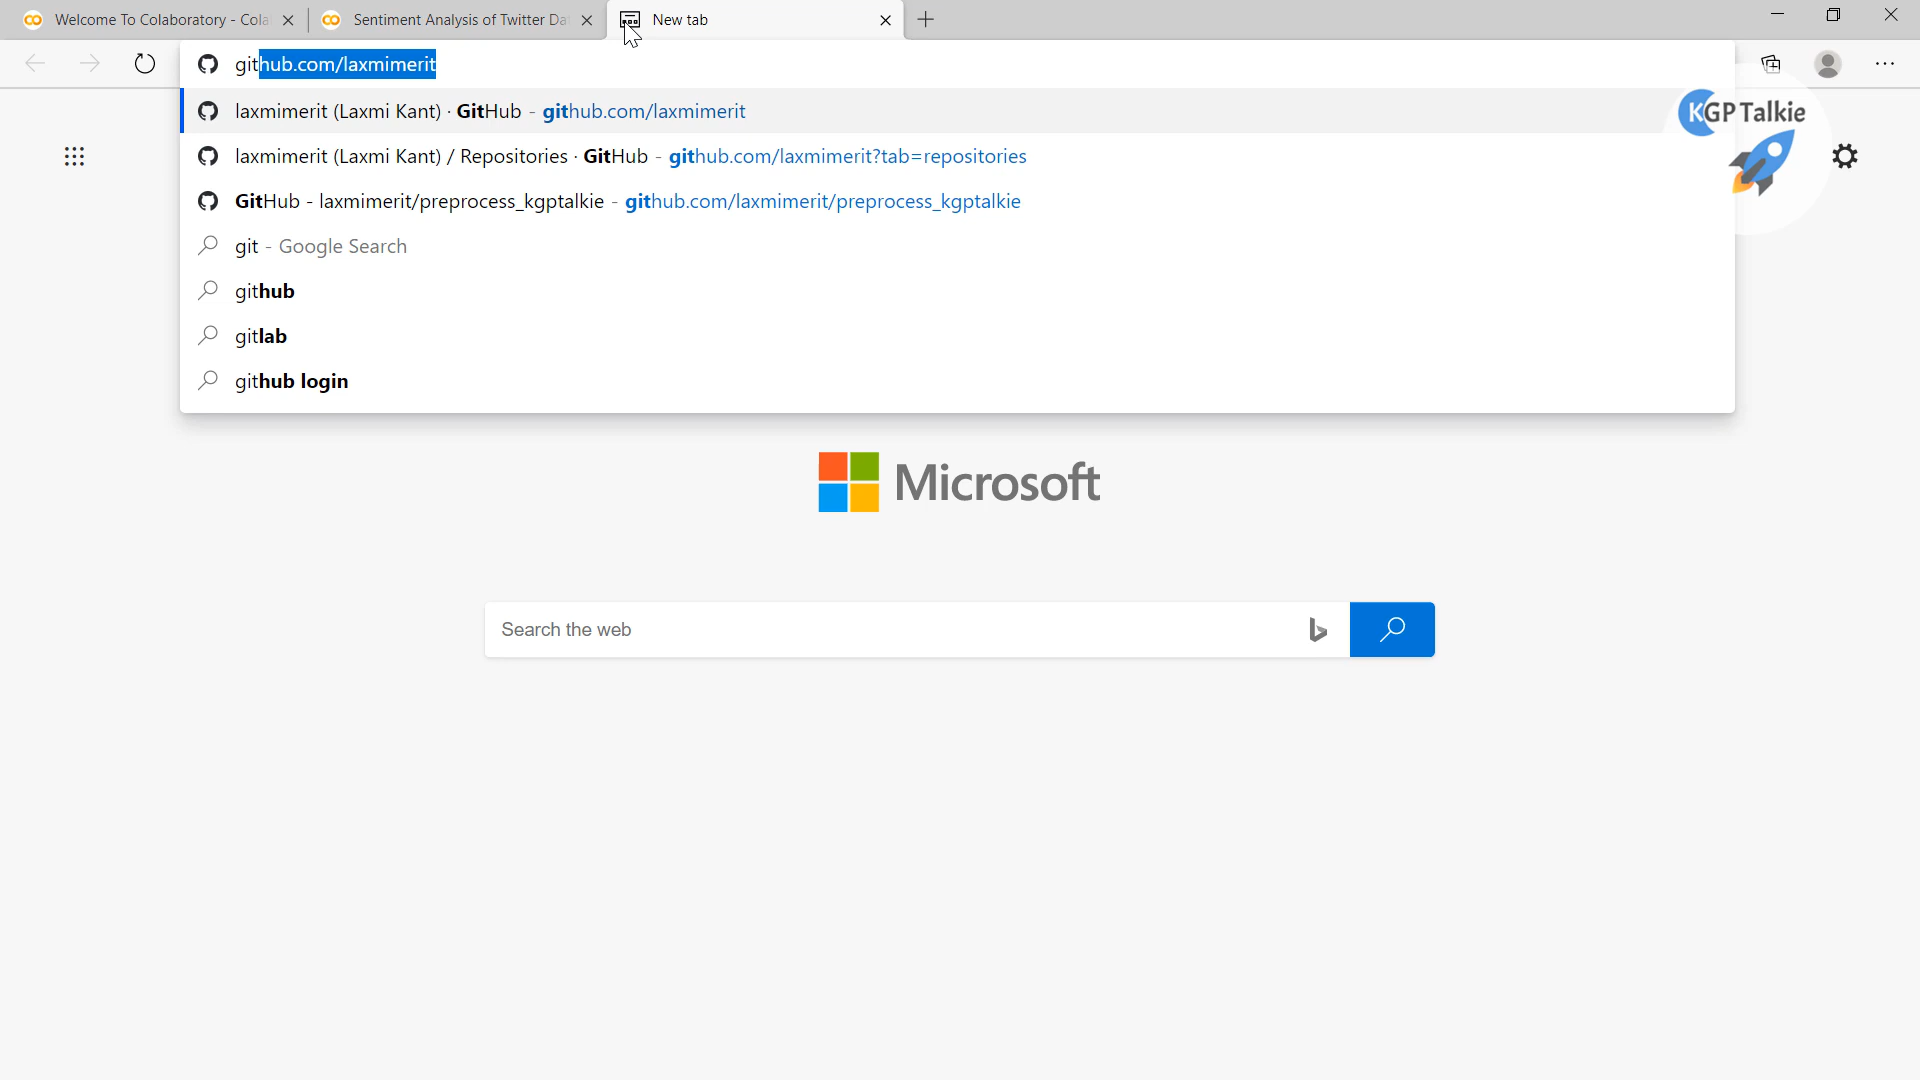 Welcome To Colaboratory - Cola
Sentiment Analysis of Twitter Da
New tab
github.com/laxmimerit
laxmimerit (Laxmi Kant) · GitHub - github.com/laxmimerit
laxmimerit (Laxmi Kant) / Repositories · GitHub - github.com/laxmimerit?tab=repositories
GitHub - laxmimerit/preprocess_kgptalkie - github.com/laxmimerit/preprocess_kgptalkie
git - Google Search
github
gitlab
github login
KGP Talkie
Microsoft
Search the web